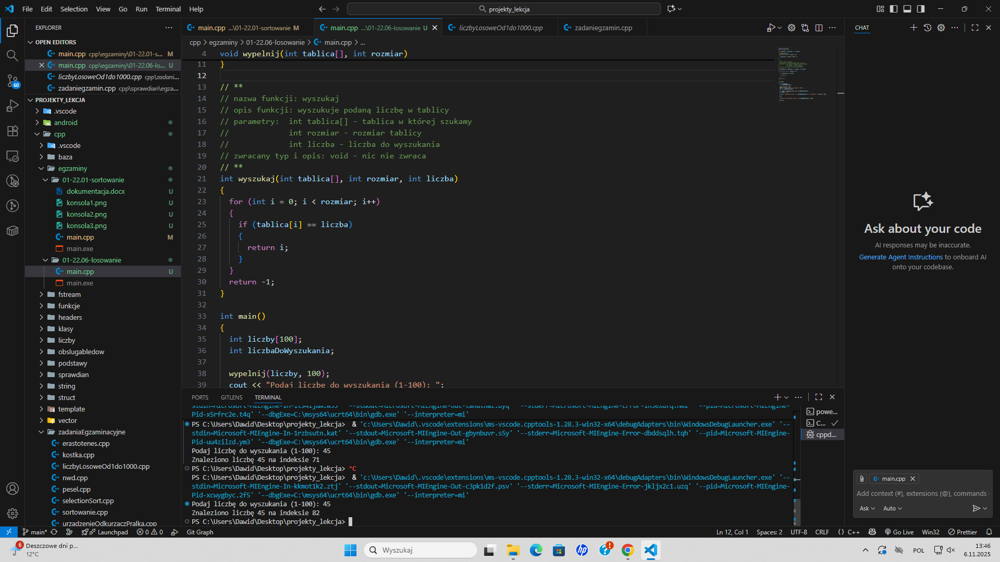 File Edit Selection View Go Run Terminal Help
projekty_lekcja
EXPLORER
OPEN EDITORS
main.cpp cpp\egzaminy\01-22.01-s... M
main.cpp cpp\egzaminy\01-22.06-lo... U
liczbyLosoweOd1do1000.cpp cpp\zadani...
zadaniegzamin.cpp cpp\sprawdian\egza...
PROJEKTY_LEKCJA
.vscode
android
cpp
.vscode
baza
egzaminy
01-22.01-sortowanie
dokumentacja.docx U
konsola1.png U
konsola2.png U
konsola3.png U
main.cpp M
main.exe
01-22.06-losowanie
main.cpp U
main.exe
fstream
funkcje
headers
klasy
liczby
obslugabledow
podstawy
sprawdian
string
struct
template
vector
zadaniaEgzaminacyjne
erastotenes.cpp
kostka.cpp
liczbyLosoweOd1do1000.cpp
nwd.cpp
pesel.cpp
selectionSort.cpp
sortowanie.cpp
urzadzenieOdkurzaczPralka.cpp
main.cpp ...\01-22.01-sortowanie M
main.cpp ...\01-22.06-losowanie U
liczbyLosoweOd1do1000.cpp
zadaniegzamin.cpp
cpp > egzaminy > 01-22.06-losowanie > main.cpp > ...
4 void wypelnij(int tablica[], int rozmiar)
11 }
12
13 // **
14 // nazwa funkcji: wyszukaj
15 // opis funkcji: wyszukuje podaną liczbę w tablicy
16 // parametry:  int tablica[] - tablica w której szukamy
17 //             int rozmiar - rozmiar tablicy
18 //             int liczba - liczba do wyszukania
19 // zwracany typ i opis: void - nic nie zwraca
20 // **
21 int wyszukaj(int tablica[], int rozmiar, int liczba)
22 {
23   for (int i = 0; i < rozmiar; i++)
24   {
25     if (tablica[i] == liczba)
26     {
27       return i;
28     }
29   }
30   return -1;
31 }
32
33 int main()
34 {
35   int liczby[100];
36   int liczbaDoWyszukania;
37
38   wypelnij(liczby, 100);
39   cout << "Podaj liczbę do wyszukania (1-100): ";
PORTS GITLENS TERMINAL
Pid-x5rfrc2e.t4q' '--dbgExe=C:\msys64\ucrt64\bin\gdb.exe' '--interpreter=mi'
PS C:\Users\Dawid\Desktop\projekty_lekcja>  & 'c:\Users\Dawid\.vscode\extensions\ms-vscode.cpptools-1.28.3-win32-x64\debugAdapters\bin\WindowsDebugLauncher.exe' '--
stdin=Microsoft-MIEngine-In-1rzbsutn.kat' '--stdout=Microsoft-MIEngine-Out-gbynbuvr.s5y' '--stderr=Microsoft-MIEngine-Error-dbddsqlh.tqh' '--pid=Microsoft-MIEngine-
Pid-uu4zilzd.ym3' '--dbgExe=C:\msys64\ucrt64\bin\gdb.exe' '--interpreter=mi'
Podaj liczbę do wyszukania (1-100): 45
Znaleziono liczbę 45 na indeksie 71
PS C:\Users\Dawid\Desktop\projekty_lekcja> ^C
PS C:\Users\Dawid\Desktop\projekty_lekcja>  & 'c:\Users\Dawid\.vscode\extensions\ms-vscode.cpptools-1.28.3-win32-x64\debugAdapters\bin\WindowsDebugLauncher.exe' '--
stdin=Microsoft-MIEngine-In-kkmot1k2.ztj' '--stdout=Microsoft-MIEngine-Out-c3pk1d2f.psv' '--stderr=Microsoft-MIEngine-Error-jkljx2c1.uzq' '--pid=Microsoft-MIEngine-
Pid-xcwygbyc.2f5' '--dbgExe=C:\msys64\ucrt64\bin\gdb.exe' '--interpreter=mi'
Podaj liczbę do wyszukania (1-100): 45
Znaleziono liczbę 45 na indeksie 82
PS C:\Users\Dawid\Desktop\projekty_lekcja>
powe...
C...
cppd...
CHAT
Ask about your code
AI responses may be inaccurate.
Generate Agent Instructions to onboard AI
onto your codebase.
main.cpp
Add context (#), extensions (@), commands
Ask Auto
60
main* Launchpad 0 0 Git Graph
Ln 12, Col 1 Spaces: 2 UTF-8 CRLF {} C++ Go Live Win32 Prettier
6
Deszczowe dni p...
12°C
Wyszukaj
POL
13:46
6.11.2025